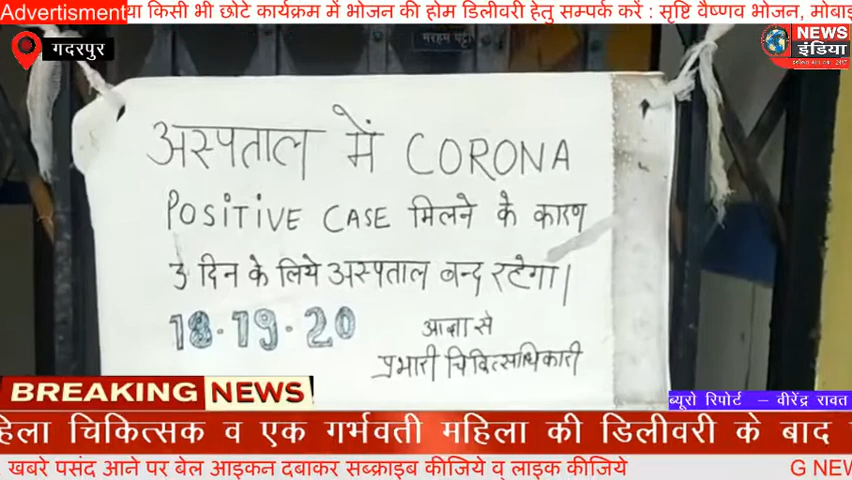 Advertisment या किसी भी छोटे कार्यक्रम में भोजन की होम डिलीवरी हेतु सम्पर्क करें : सृष्टि वैष्णव भोजन, मोबाइ
गदरपुर
मरहम पट्टी
NEWS
इंडिया
अस्पताल में CORONA
POSITIVE CASE मिलने के कारण
3 दिन के लिये अस्पताल बन्द रहेगा।
18.19.20
आज्ञा से
प्रभारी चिकित्साधिकारी
BREAKING NEWS
ब्यूरो रिपोर्ट – वीरेंद्र रावत
हिला चिकित्सक व एक गर्भवती महिला की डिलीवरी के बाद
खबरे पसंद आने पर बेल आइकन दबाकर सब्क्राइब कीजिये व् लाइक कीजिये G NEW